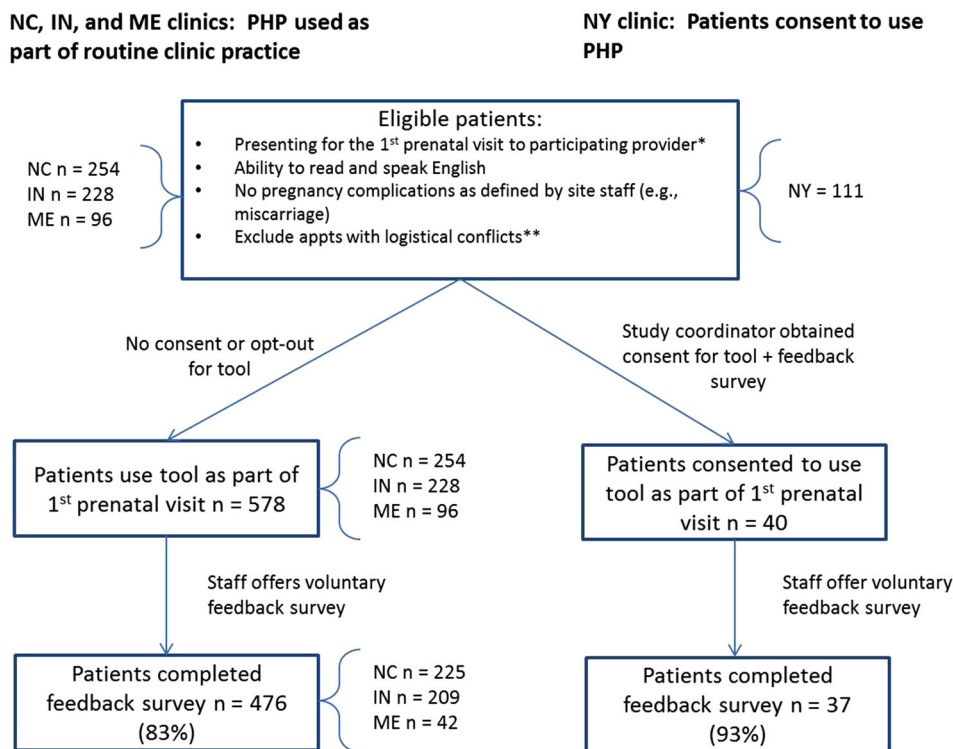 NC, IN, and ME clinics:  PHP used as
part of routine clinic practice
NY clinic:  Patients consent to use
PHP
Eligible patients:
• Presenting for the 1st prenatal visit to participating provider*
• Ability to read and speak English
• No pregnancy complications as defined by site staff (e.g.,
miscarriage)
• Exclude appts with logistical conflicts**
NC n = 254
IN n = 228
ME n = 96
NY = 111
No consent or opt-out
for tool
Study coordinator obtained
consent for tool + feedback
survey
Patients use tool as part of
1st prenatal visit n = 578
NC n = 254
IN n = 228
ME n = 96
Patients consented to use
tool as part of 1st prenatal
visit n = 40
Staff offers voluntary
feedback survey
Staff offer voluntary
feedback survey
Patients completed
feedback survey n = 476
(83%)
NC n = 225
IN n = 209
ME n = 42
Patients completed
feedback survey n = 37
(93%)